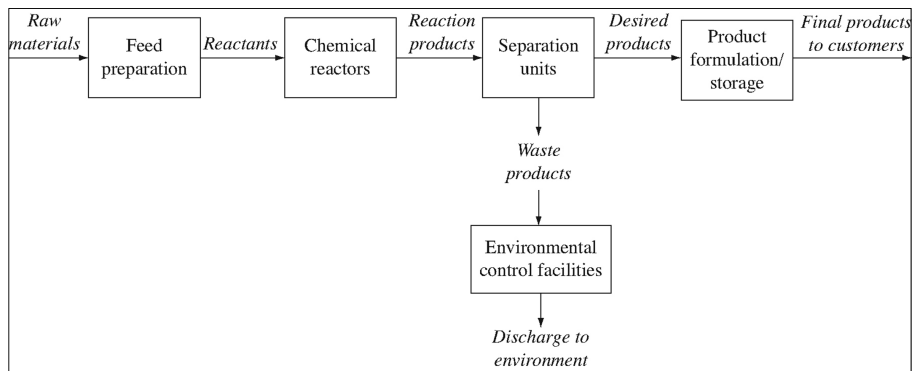 Raw
materials
Feed
preparation
Reactants
Chemical
reactors
Reaction
products
Separation
units
Desired
products
Product
formulation/
storage
Final products
to customers
Waste
products
Environmental
control facilities
Discharge to
environment